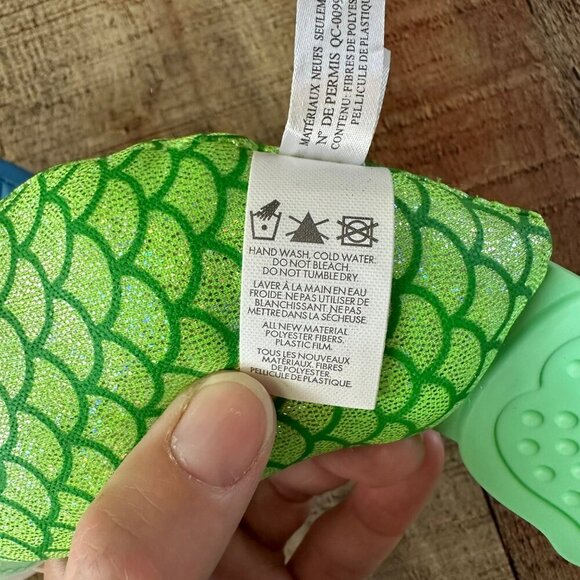 MATÉRIAUX NEUFS SEULEM
N° DE PERMIS QC-009
CONTENU: FIBRES DE POLYES
PELLICULE DE PLASTIQUE
HAND WASH, COLD WATER.
DO NOT BLEACH.
DO NOT TUMBLE DRY.
LAVER À LA MAIN EN EAU
FROIDE. NE PAS UTILISER DE
BLANCHISSANT. NE PAS
METTRE DANS LA SÉCHEUSE
ALL NEW MATERIAL
POLYESTER FIBERS.
PLASTIC FILM.
TOUS LES NOUVEAUX
MATÉRIAUX. FIBRES
DE POLYESTER.
PELLICULE DE PLASTIQUE.